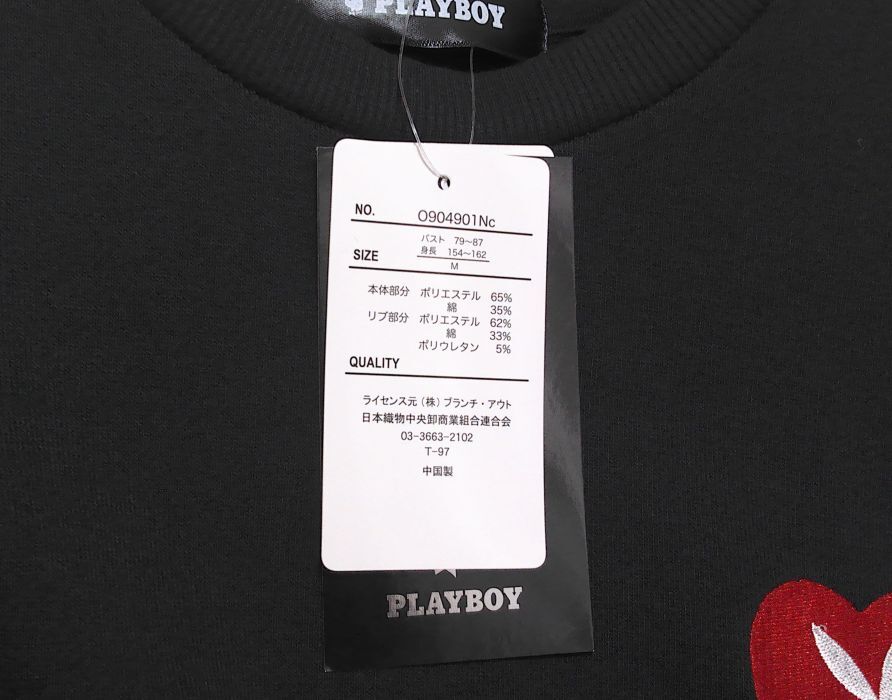 PLAYBOY
NO. O904901Nc
バスト 79〜87
身長 154〜162
SIZE
M
本体部分 ポリエステル 65%
綿 35%
リブ部分 ポリエステル 62%
綿 33%
ポリウレタン 5%
QUALITY
ライセンス元（株）ブランチ・アウト
日本織物中央卸商業組合連合会
03-3663-2102
T-97
中国製
PLAYBOY